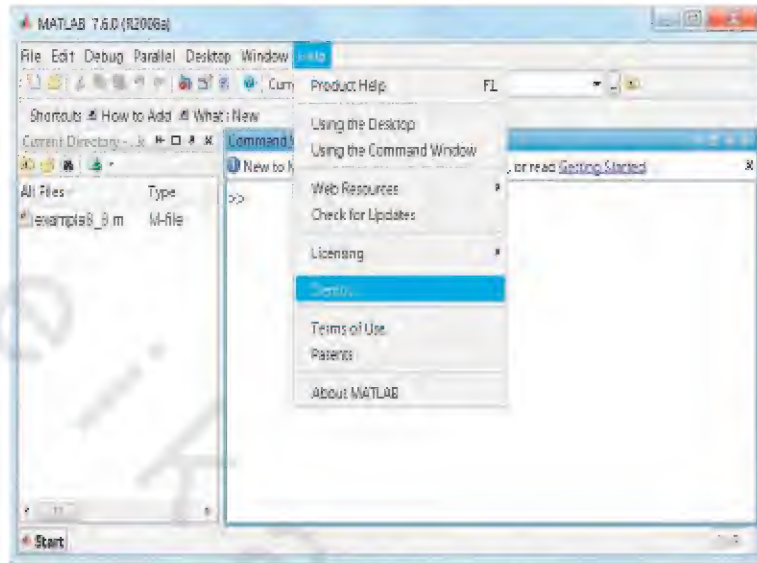 MATLAB 7.6.0 (R2008a)
File Edit Debug Parallel Desktop Window Help
Shortcuts How to Add What's New
Current Directory
Command
New to
, or read Getting Started
All Files Type
example8_8.m M-file
>>
Product Help F1
Using the Desktop
Using the Command Window
Web Resources
Check for Updates
Licensing
Demos
Terms of Use
Patents
About MATLAB
Start